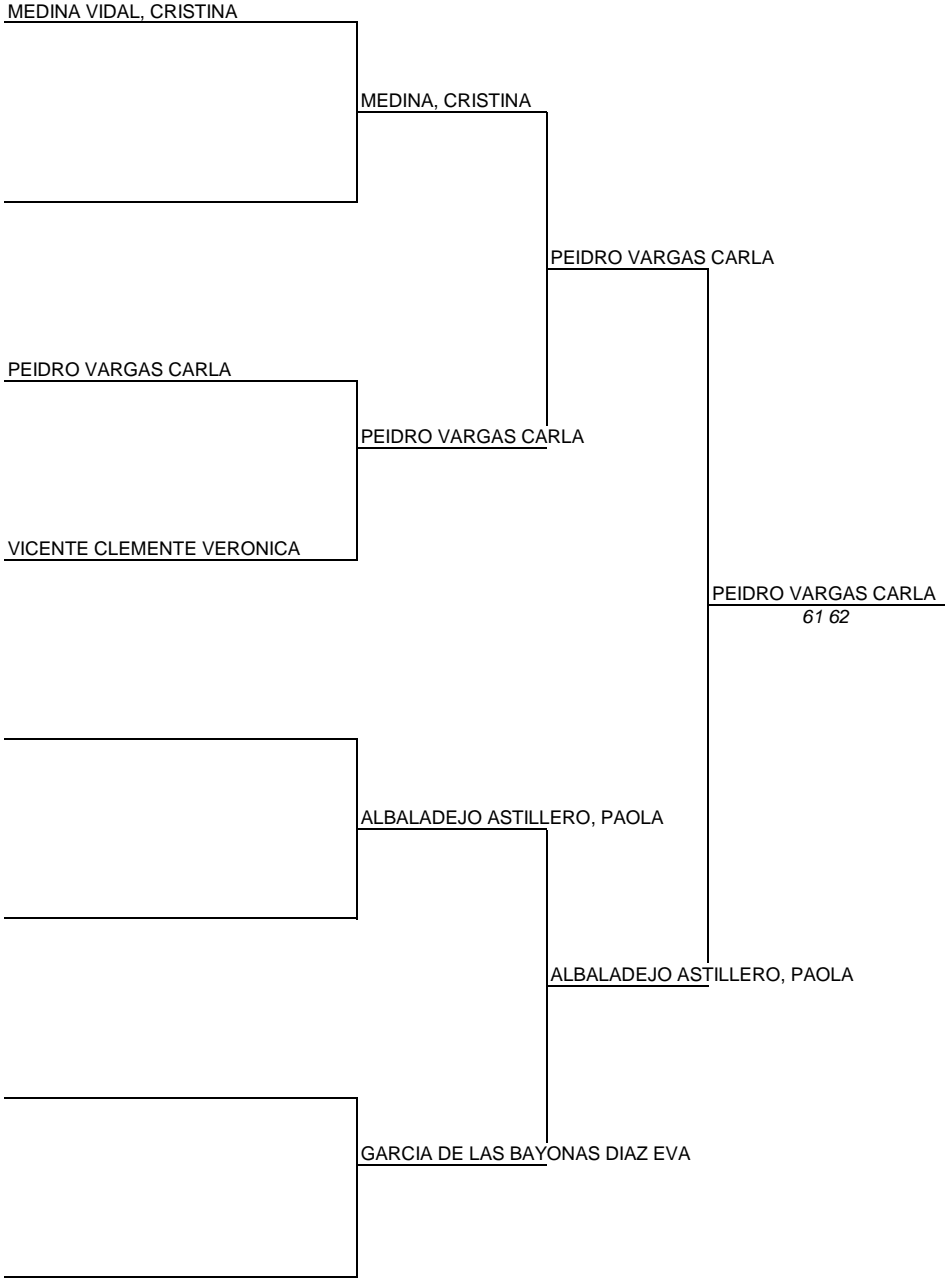 MEDINA VIDAL, CRISTINA
MEDINA, CRISTINA
PEIDRO VARGAS CARLA
PEIDRO VARGAS CARLA
PEIDRO VARGAS CARLA
VICENTE CLEMENTE VERONICA
PEIDRO VARGAS CARLA
61 62
ALBALADEJO ASTILLERO, PAOLA
ALBALADEJO ASTILLERO, PAOLA
GARCIA DE LAS BAYONAS DIAZ EVA